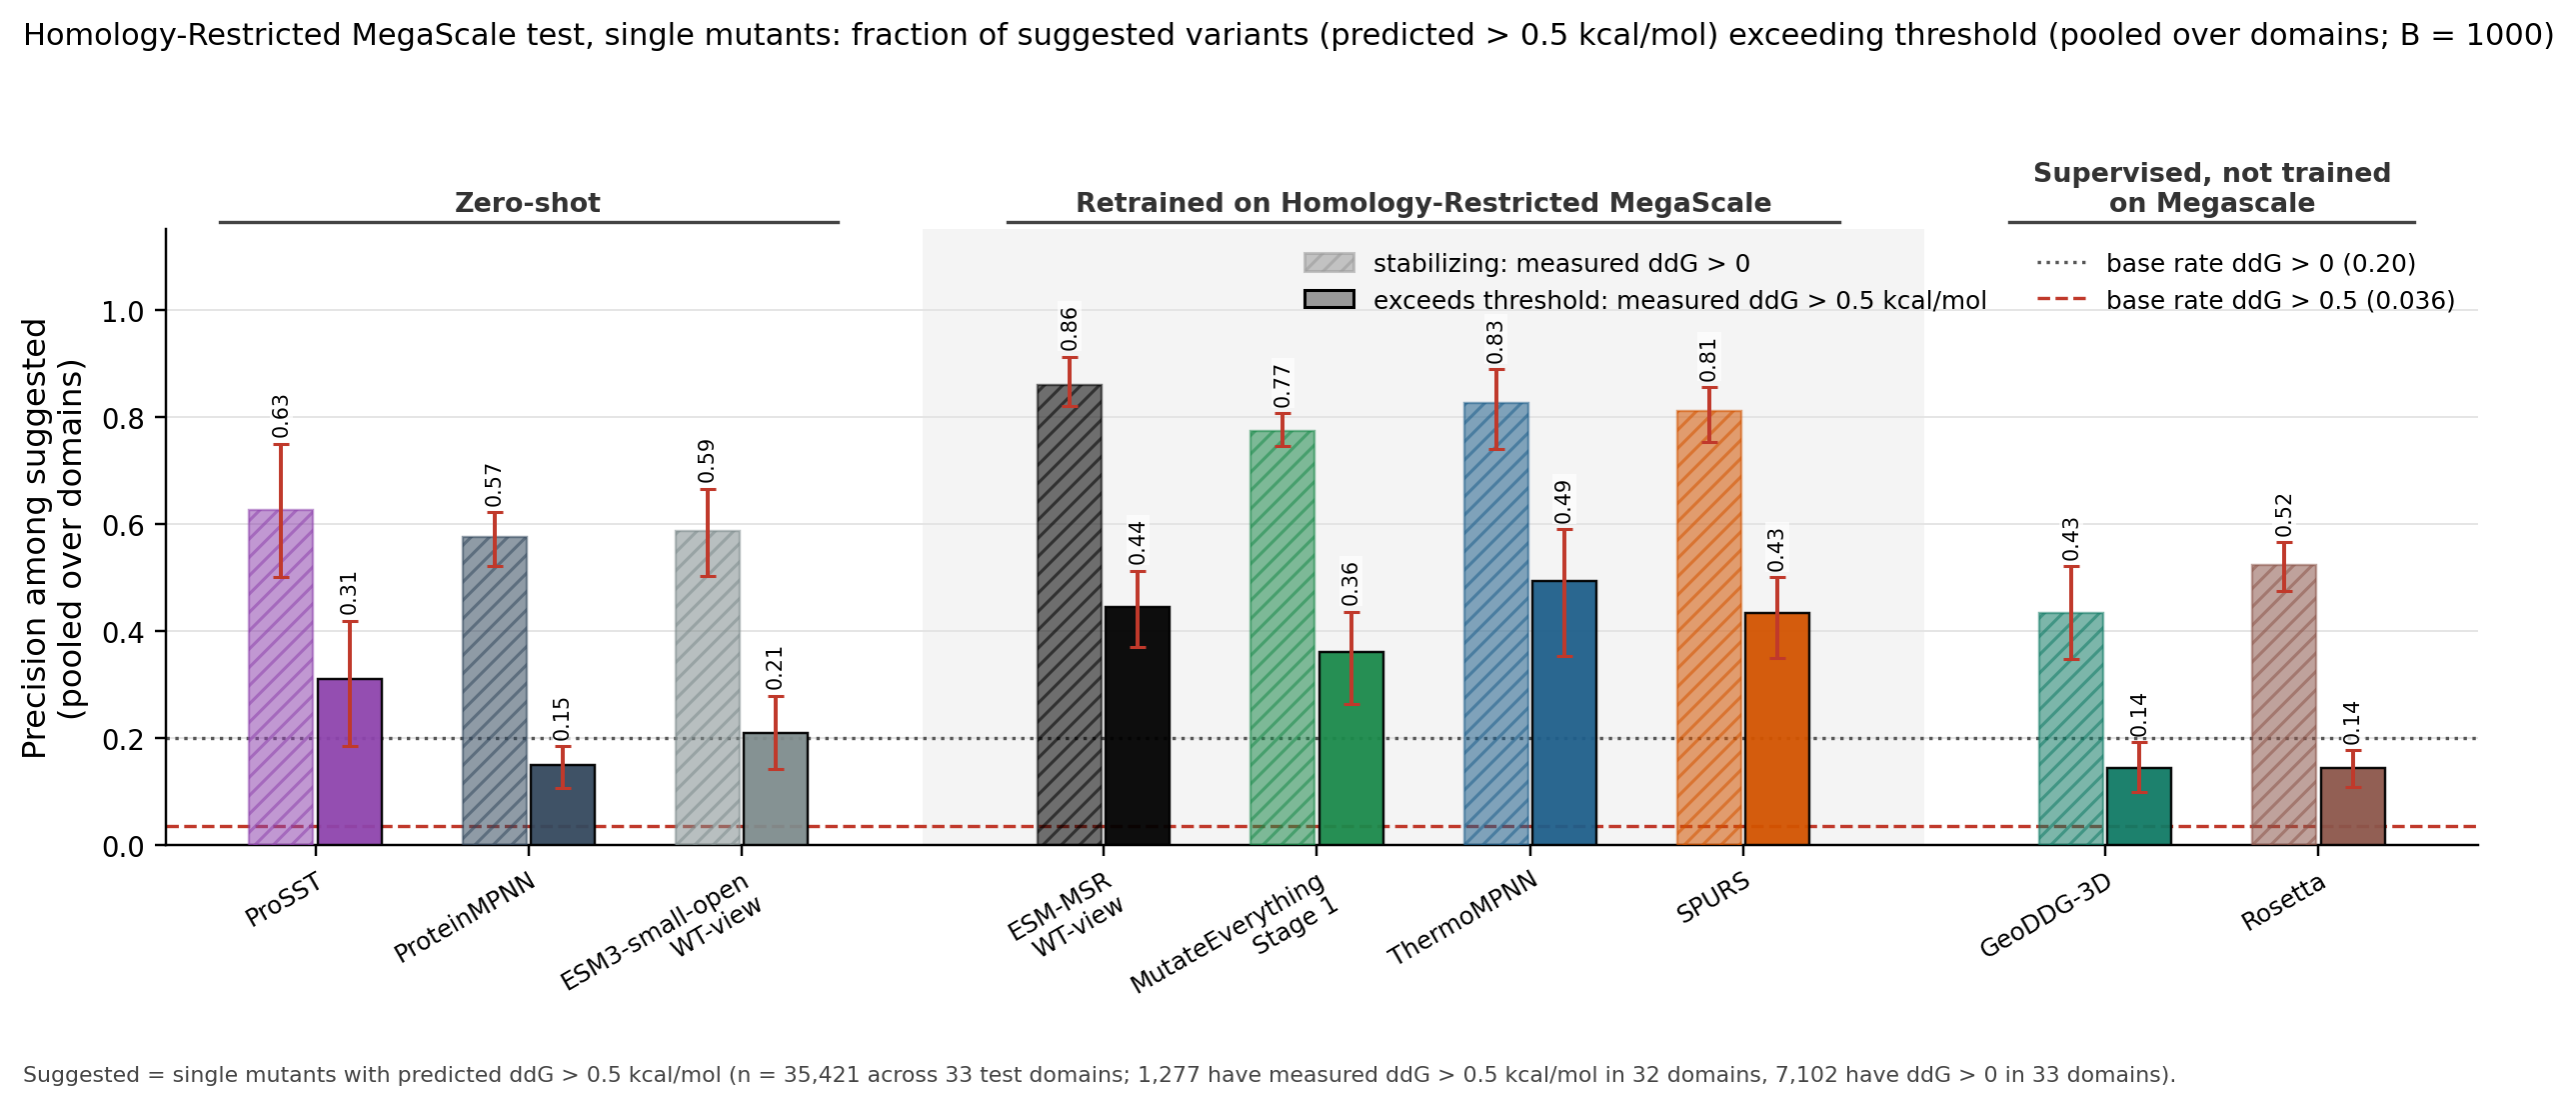 Homology-Restricted MegaScale test, single mutants: fraction of suggested variants (predicted > 0.5 kcal/mol) exceeding threshold (pooled over domains; B = 1000)
Zero-shot
Retrained on Homology-Restricted MegaScale
Supervised, not trained
on Megascale
stabilizing: measured ddG > 0
exceeds threshold: measured ddG > 0.5 kcal/mol
base rate ddG > 0 (0.20)
base rate ddG > 0.5 (0.036)
Precision among suggested
(pooled over domains)
1.0
0.8
0.6
0.4
0.2
0.0
0.63
0.31
0.57
0.15
0.59
0.21
0.86
0.44
0.77
0.36
0.83
0.49
0.81
0.43
0.43
0.14
0.52
0.14
ProSST
ProteinMPNN
ESM3-small-open
WT-view
ESM-MSR
WT-view
MutateEverything
Stage 1
ThermoMPNN
SPURS
GeoDDG-3D
Rosetta
Suggested = single mutants with predicted ddG > 0.5 kcal/mol (n = 35,421 across 33 test domains; 1,277 have measured ddG > 0.5 kcal/mol in 32 domains, 7,102 have ddG > 0 in 33 domains).